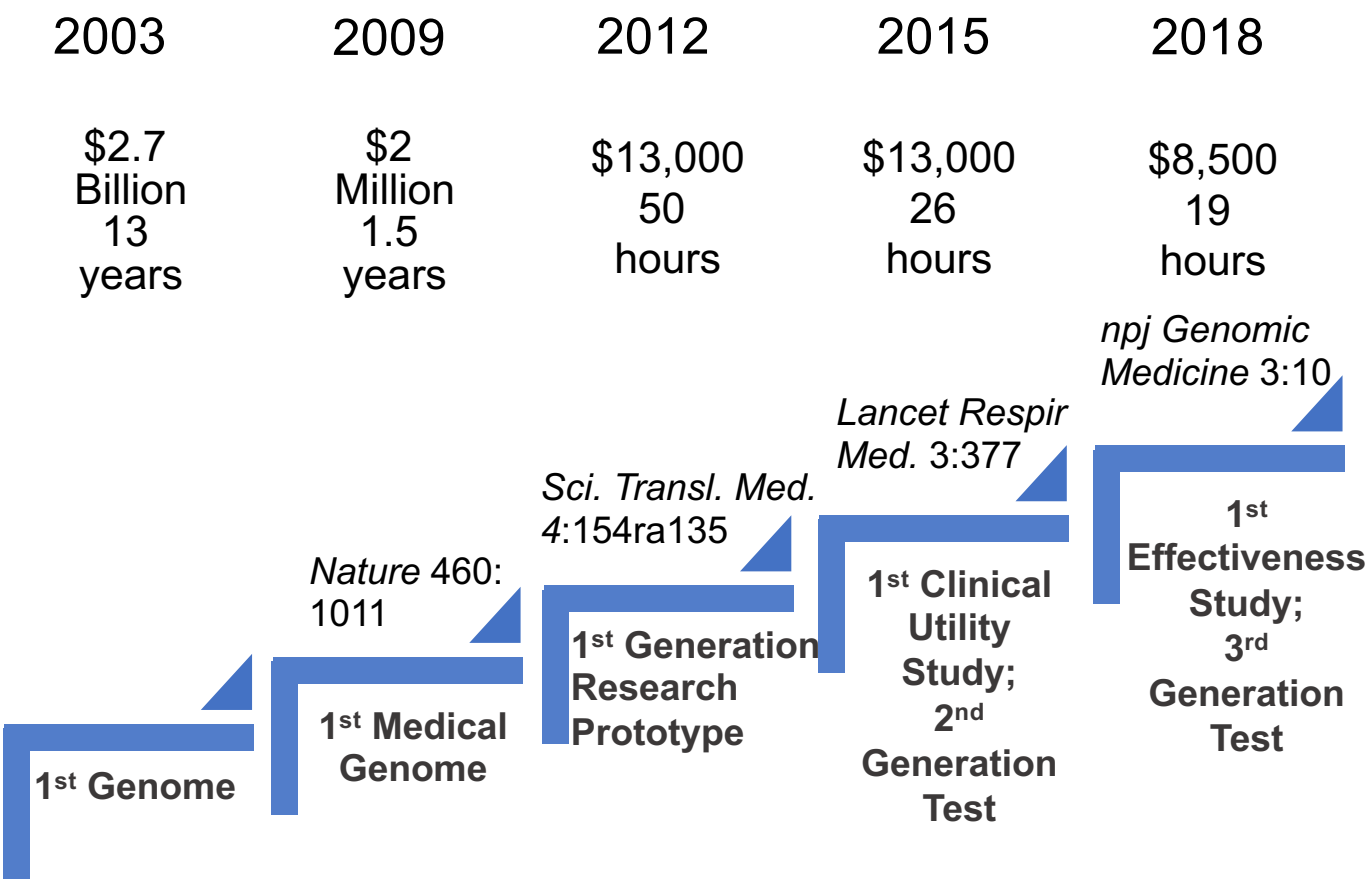 2003
2009
2012
2015
2018
$2.7
Billion
13
years
$2
Million
1.5
years
$13,000
50
hours
$13,000
26
hours
$8,500
19
hours
npj Genomic
Medicine 3:10
Lancet Respir
Med. 3:377
Sci. Transl. Med.
4:154ra135
Nature 460:
1011
1st Genome
1st Medical
Genome
1st Generation
Research
Prototype
1st Clinical
Utility
Study;
2nd
Generation
Test
1st
Effectiveness
Study;
3rd
Generation
Test